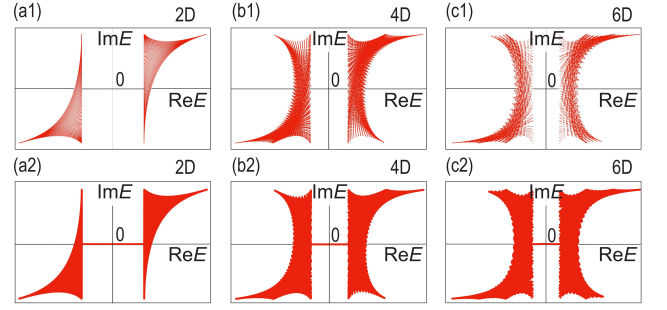 (a1) 2D
ImE
0
ReE
(b1) 4D
ImE
0
ReE
(c1) 6D
ImE
0
ReE
(a2) 2D
ImE
0
ReE
(b2) 4D
ImE
0
ReE
(c2) 6D
ImE
0
ReE